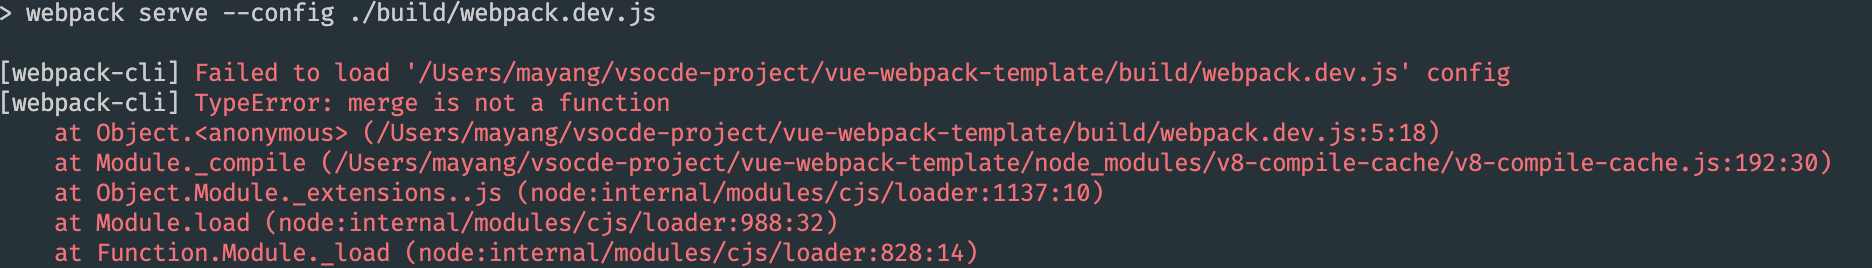 > webpack serve --config ./build/webpack.dev.js
[webpack-cli] Failed to load '/Users/mayang/vsocde-project/vue-webpack-template/build/webpack.dev.js' config
[webpack-cli] TypeError: merge is not a function
    at Object.<anonymous> (/Users/mayang/vsocde-project/vue-webpack-template/build/webpack.dev.js:5:18)
    at Module._compile (/Users/mayang/vsocde-project/vue-webpack-template/node_modules/v8-compile-cache/v8-compile-cache.js:192:30)
    at Object.Module._extensions..js (node:internal/modules/cjs/loader:1137:10)
    at Module.load (node:internal/modules/cjs/loader:988:32)
    at Function.Module._load (node:internal/modules/cjs/loader:828:14)